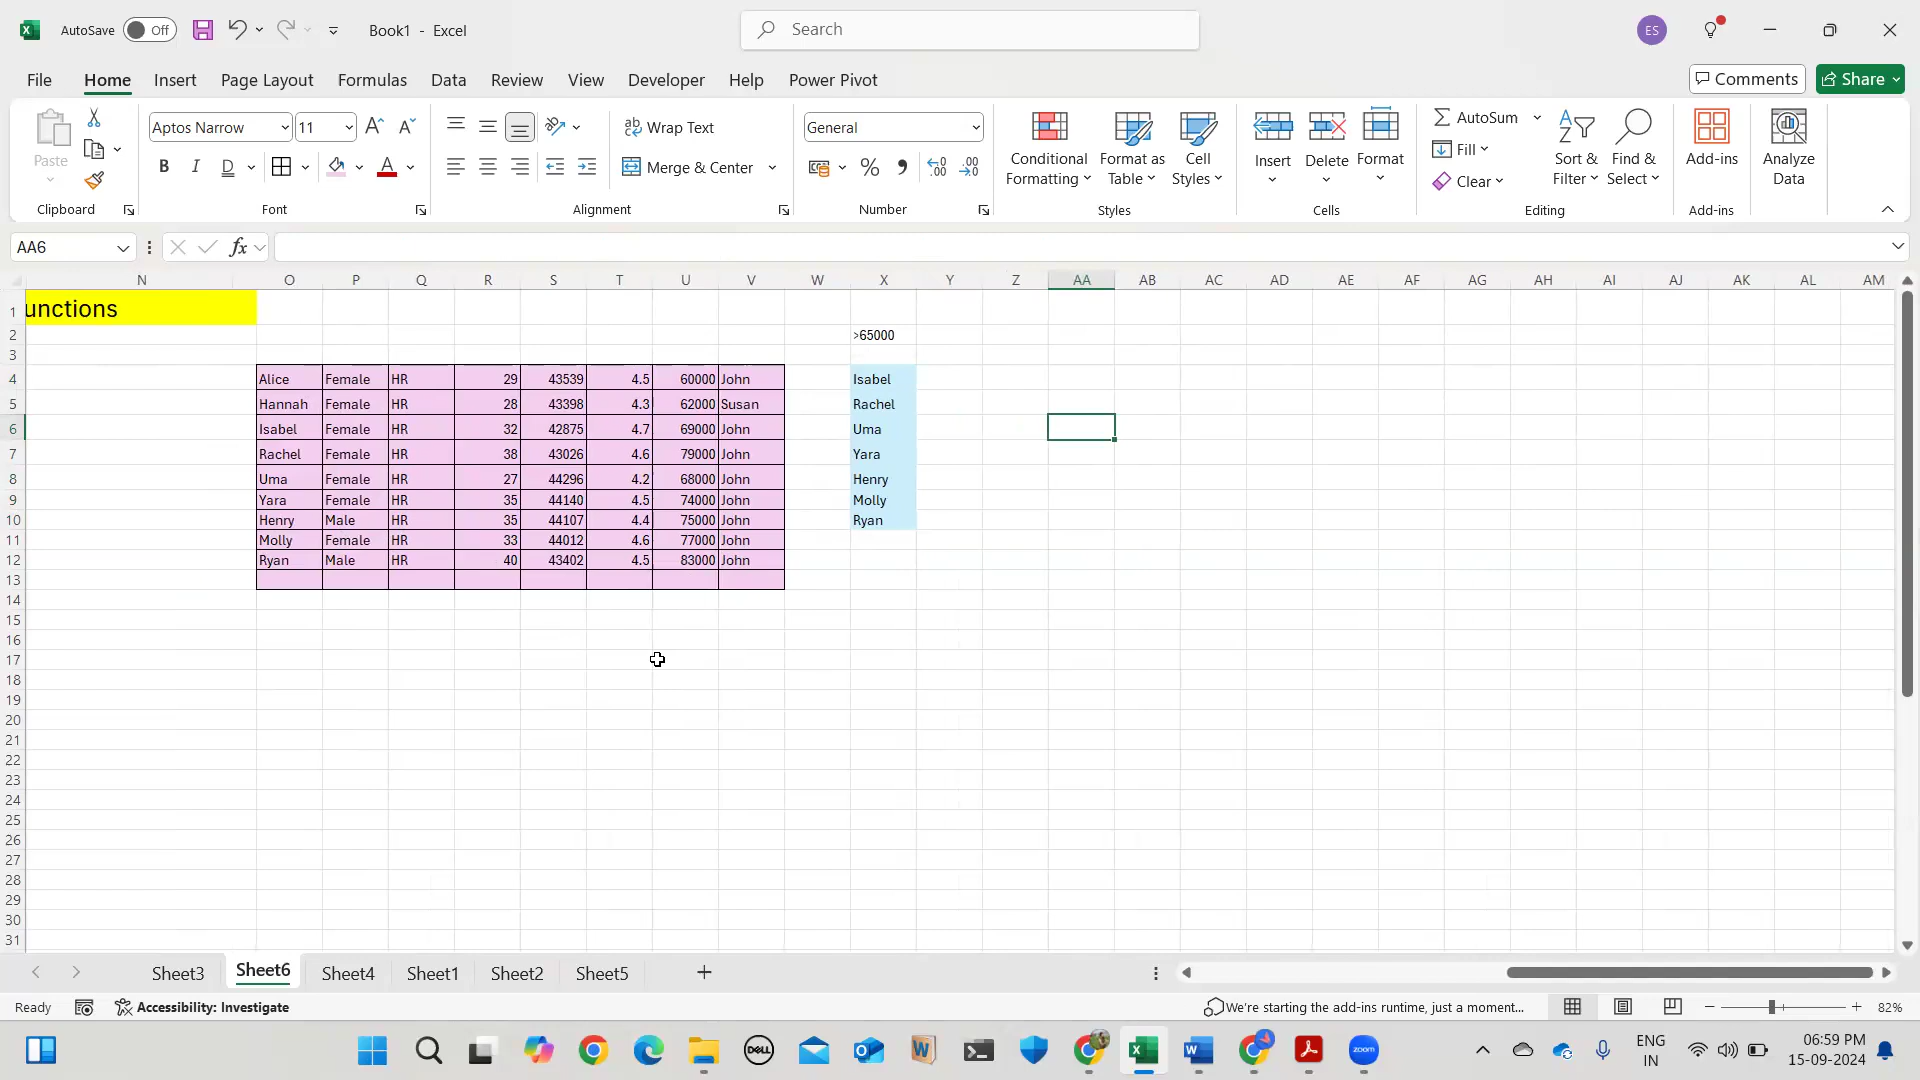 AutoSave Off Book1 - Excel Search ES
File Home Insert Page Layout Formulas Data Review View Developer Help Power Pivot Comments Share
Paste Aptos Narrow 11 A A Wrap Text General Conditional Formatting Format as Table Cell Styles Insert Delete Format AutoSum Sort & Filter Find & Select Add-ins Analyze Data
B I D A Merge & Center % Fill
Clear
Clipboard Font Alignment Number Styles Cells Editing Add-ins
AA6 fx
N O P Q R S T U V W X Y Z AA AB AC AD AE AF AG AH AI AJ AK AL AM
1 unctions
2 >65000
3
4 Alice Female HR 29 43539 4.5 60000 John Isabel
5 Hannah Female HR 28 43398 4.3 62000 Susan Rachel
6 Isabel Female HR 32 42875 4.7 69000 John Uma
7 Rachel Female HR 38 43026 4.6 79000 John Yara
8 Uma Female HR 27 44296 4.2 68000 John Henry
9 Yara Female HR 35 44140 4.5 74000 John Molly
10 Henry Male HR 35 44107 4.4 75000 John Ryan
11 Molly Female HR 33 44012 4.6 77000 John
12 Ryan Male HR 40 43402 4.5 83000 John
13
14
15
16
17
18
19
20
21
22
23
24
25
26
27
28
29
30
31
Sheet3 Sheet6 Sheet4 Sheet1 Sheet2 Sheet5 +
Ready Accessibility: Investigate We're starting the add-ins runtime, just a moment... 82%
DELL W W zoom ENG IN 06:59 PM 15-09-2024